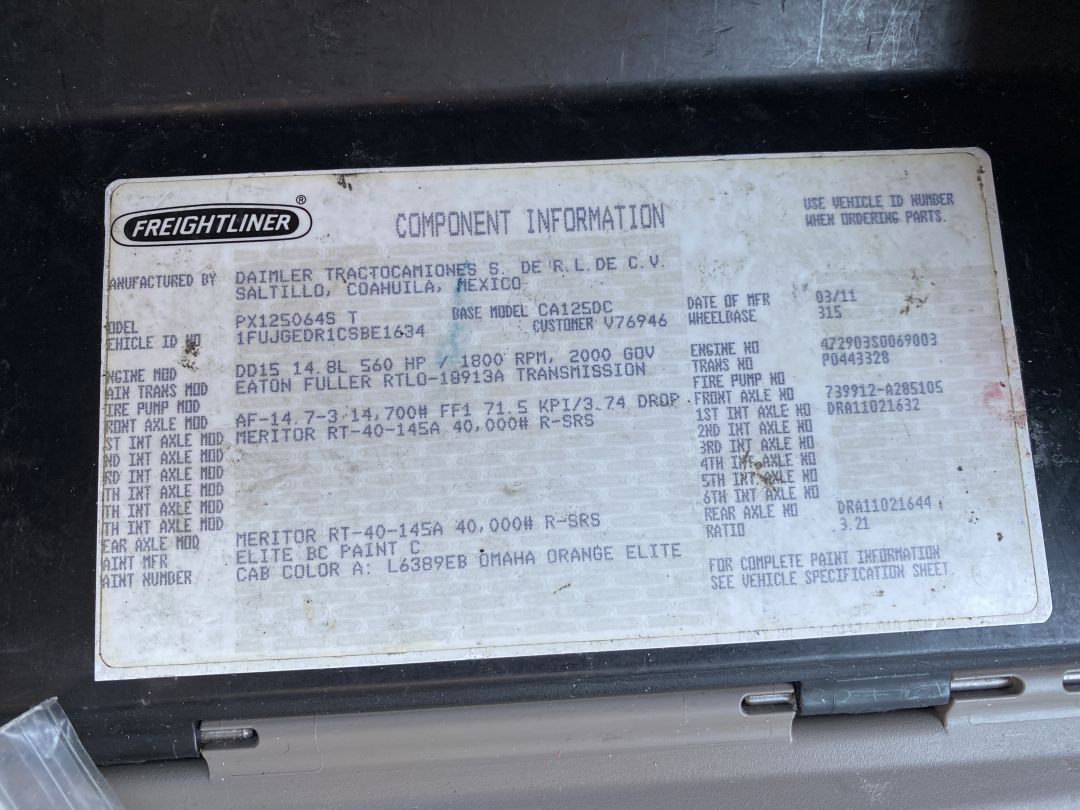 FREIGHTLINER®
COMPONENT INFORMATION
USE VEHICLE ID NUMBER
WHEN ORDERING PARTS.
ANUFACTURED BY DAIMLER TRACTOCAMIONES S. DE R.L.DE C.V.
SALTILLO, COAHUILA, MEXICO
ODEL PX125064S T BASE MODEL CA125DC DATE OF MFR 03/11
EHICLE ID NO 1FUJGEDR1CSBE1634 CUSTOMER V76946 WHEELBASE 315
NGINE MOD DD15 14.8L 560 HP / 1800 RPM, 2000 GOV ENGINE NO 472903S0069003
AIN TRANS MOD EATON FULLER RTLO-18913A TRANSMISSION TRANS NO P0443328
IRE PUMP MOD FIRE PUMP NO
RONT AXLE MOD AF-14.7-3 14,700# FF1 71.5 KPI/3.74 DROP FRONT AXLE NO 739912-A285105
ST INT AXLE MOD MERITOR RT-40-145A 40,000# R-SRS 1ST INT AXLE NO DRA11021632
ND INT AXLE MOD 2ND INT AXLE NO
RD INT AXLE MOD 3RD INT AXLE NO
TH INT AXLE MOD 4TH INT AXLE NO
TH INT AXLE MOD 5TH INT AXLE NO
TH INT AXLE MOD 6TH INT AXLE NO
EAR AXLE MOD MERITOR RT-40-145A 40,000# R-SRS REAR AXLE NO DRA11021644
AINT MFR ELITE BC PAINT C RATIO 3.21
AINT NUMBER CAB COLOR A: L6389EB OMAHA ORANGE ELITE
FOR COMPLETE PAINT INFORMATION
SEE VEHICLE SPECIFICATION SHEET